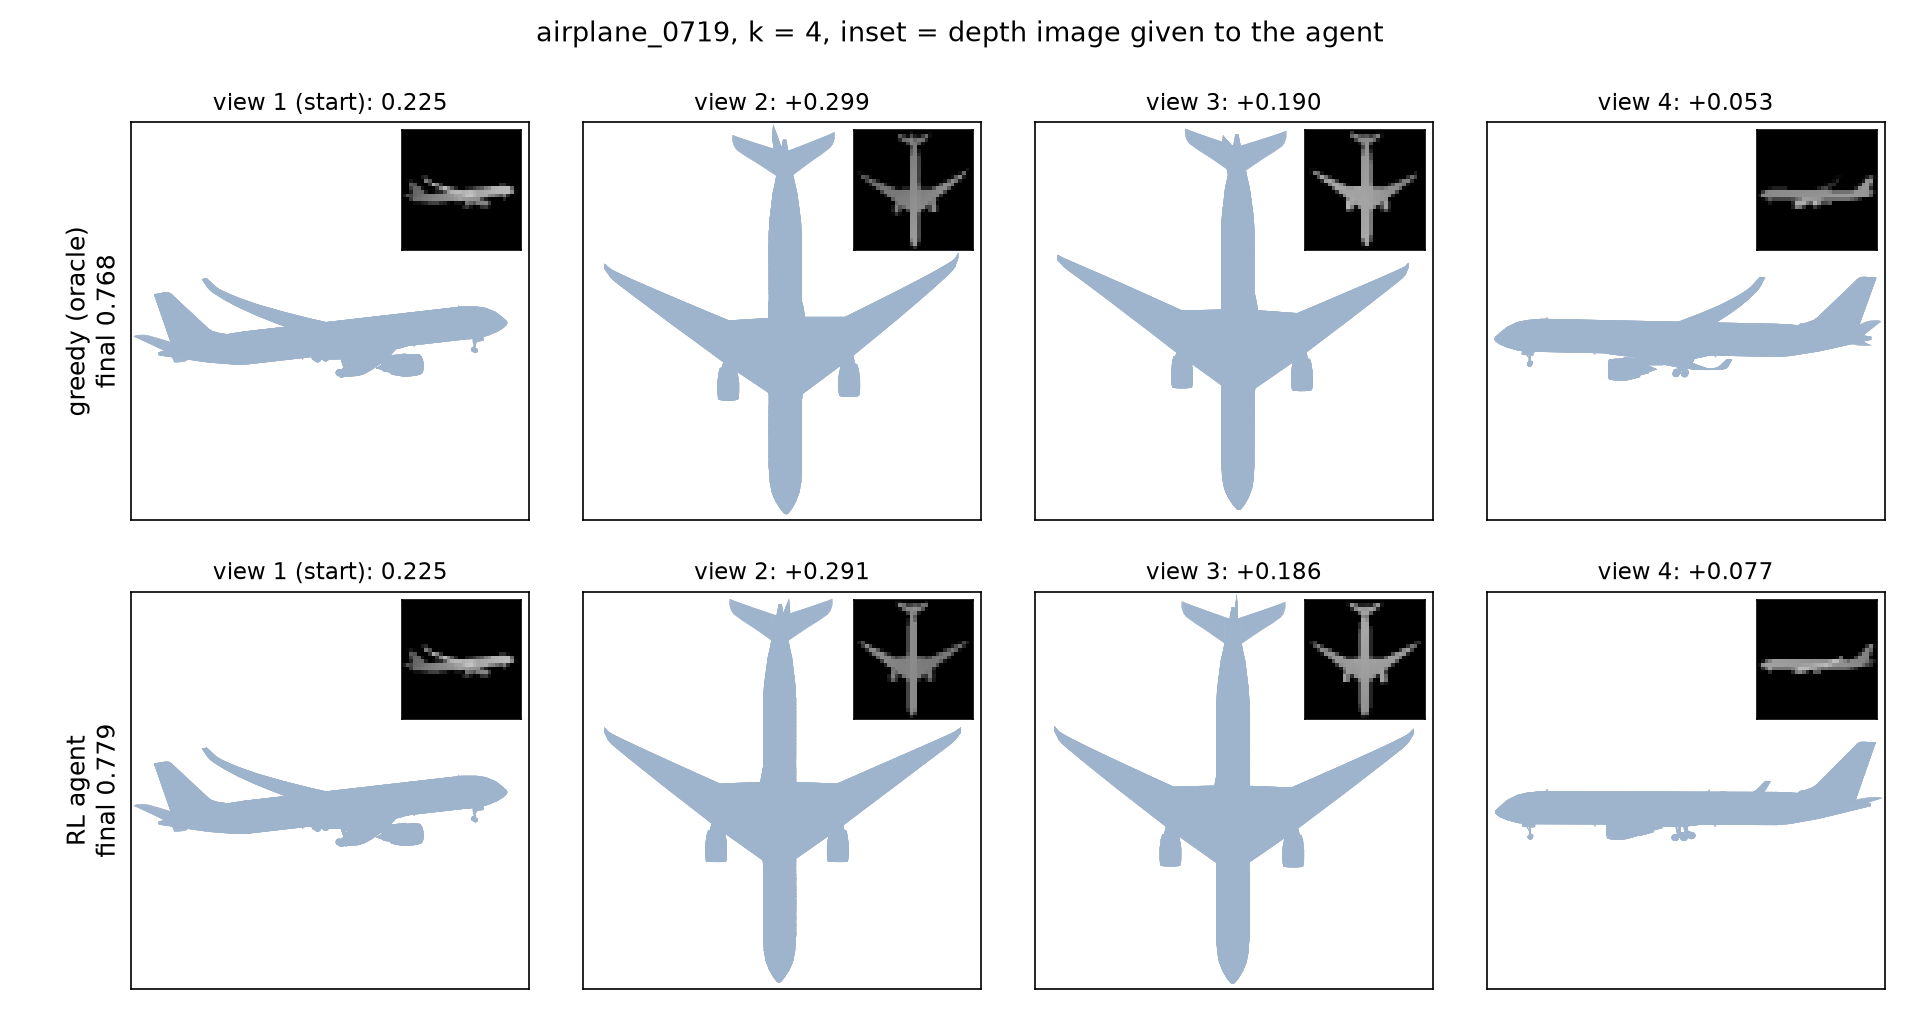 airplane_0719, k = 4, inset = depth image given to the agent
view 1 (start): 0.225
view 2: +0.299
view 3: +0.190
view 4: +0.053
greedy (oracle)
final 0.768
view 1 (start): 0.225
view 2: +0.291
view 3: +0.186
view 4: +0.077
RL agent
final 0.779